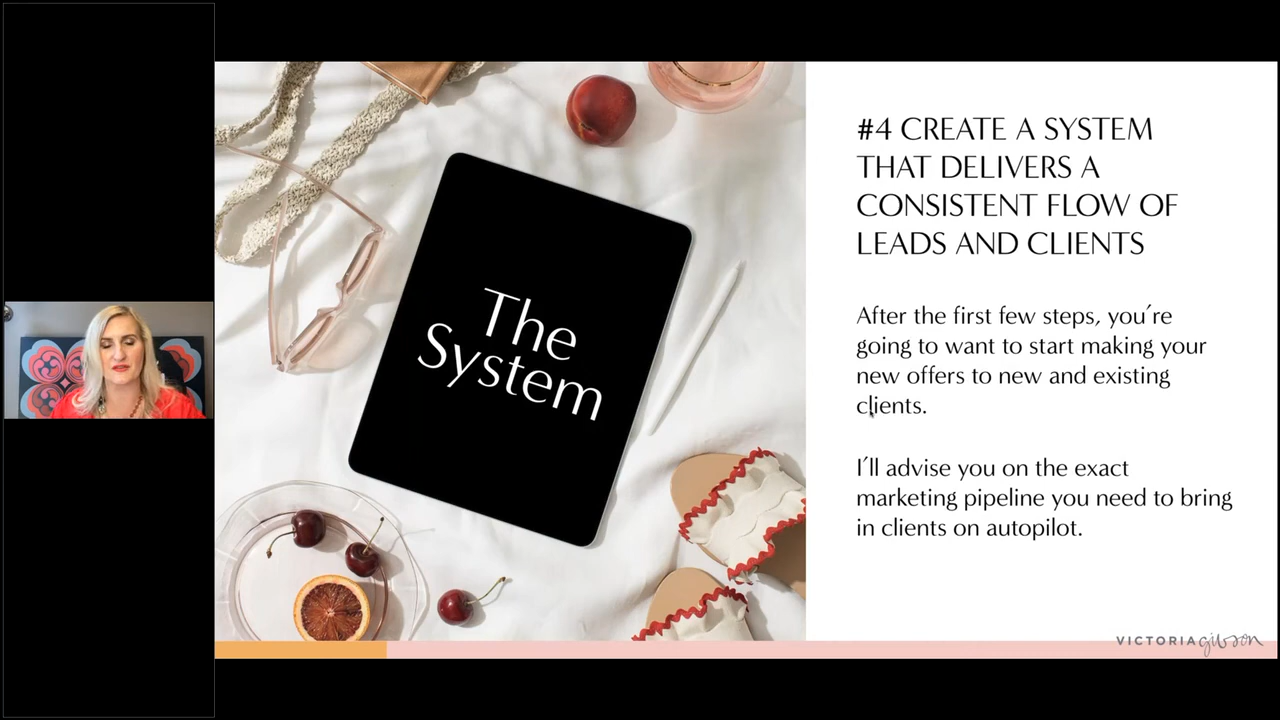 The
System
#4 CREATE A SYSTEM
THAT DELIVERS A
CONSISTENT FLOW OF
LEADS AND CLIENTS
After the first few steps, you´re
going to want to start making your
new offers to new and existing
clients.
I´ll advise you on the exact
marketing pipeline you need to bring
in clients on autopilot.
VICTORIA gibson